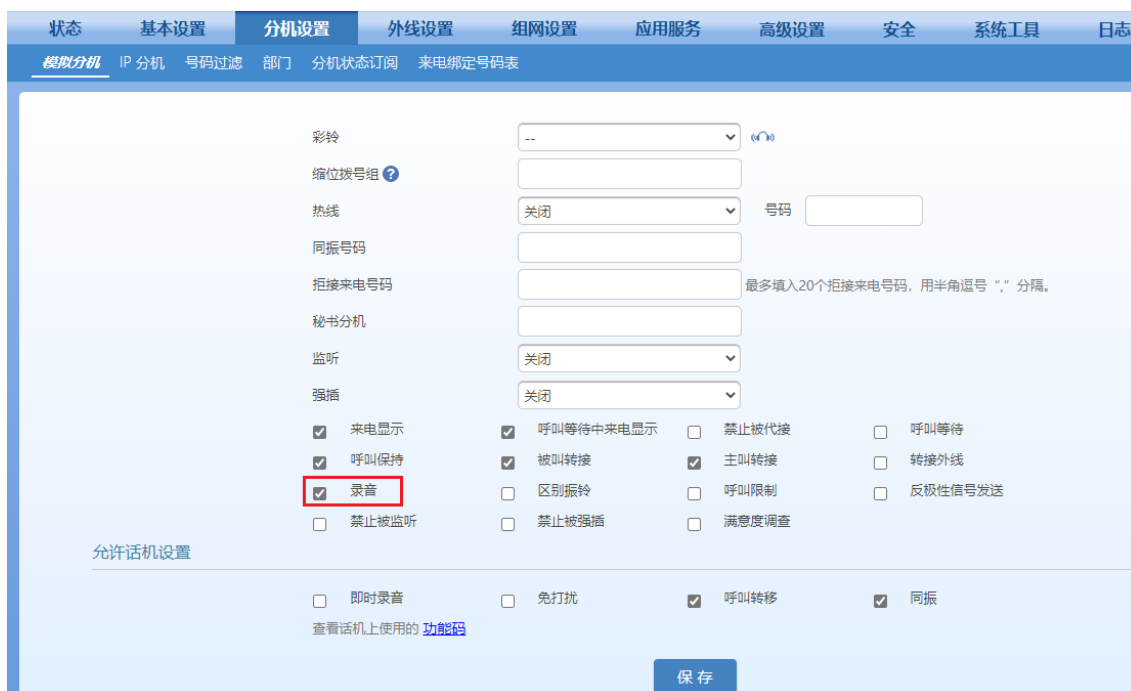 状态 基本设置 分机设置 外线设置 组网设置 应用服务 高级设置 安全 系统工具 日志
模拟分机 IP 分机 号码过滤 部门 分机状态订阅 来电绑定号码表
彩铃 --
缩位拨号组 ?
热线 关闭 号码
同振号码
拒接来电号码 最多填入20个拒接来电号码，用半角逗号 “,” 分隔。
秘书分机
监听 关闭
强插 关闭
来电显示 呼叫等待中来电显示 禁止被代接 呼叫等待
呼叫保持 被叫转接 主叫转接 转接外线
录音 区别振铃 呼叫限制 反极性信号发送
禁止被监听 禁止被强插 满意度调查
允许话机设置
即时录音 免打扰 呼叫转移 同振
查看话机上使用的 功能码
保存